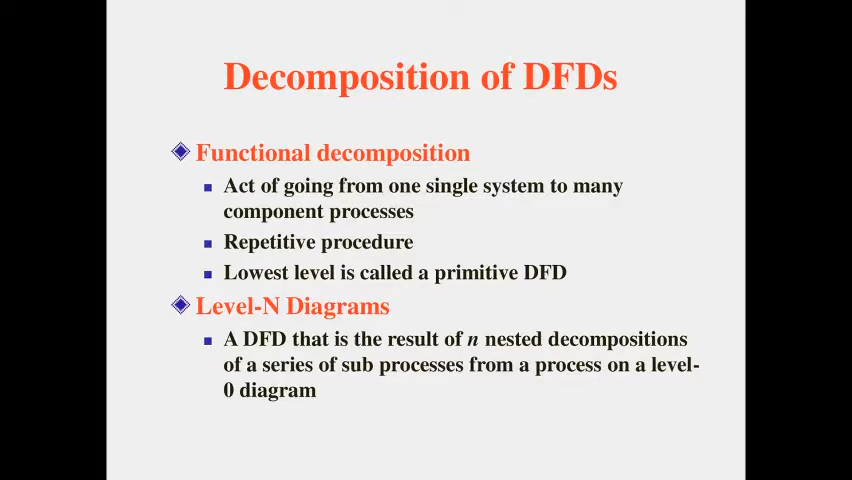 Decomposition of DFDs
Functional decomposition
Act of going from one single system to many
component processes
Repetitive procedure
Lowest level is called a primitive DFD
Level-N Diagrams
A DFD that is the result of n nested decompositions
of a series of sub processes from a process on a level-
0 diagram